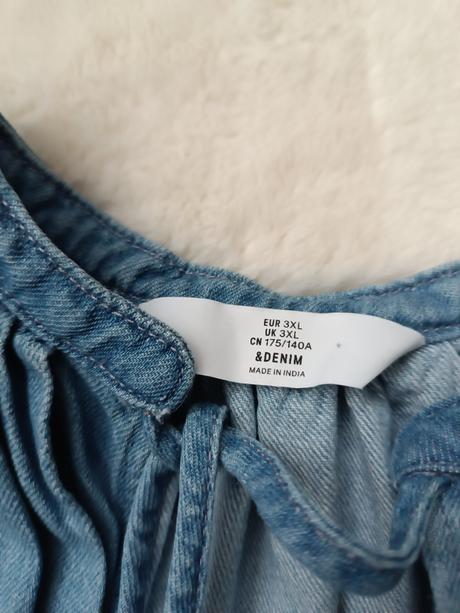 EUR 3XL
UK 3XL
CN 175/140A
&DENIM
MADE IN INDIA